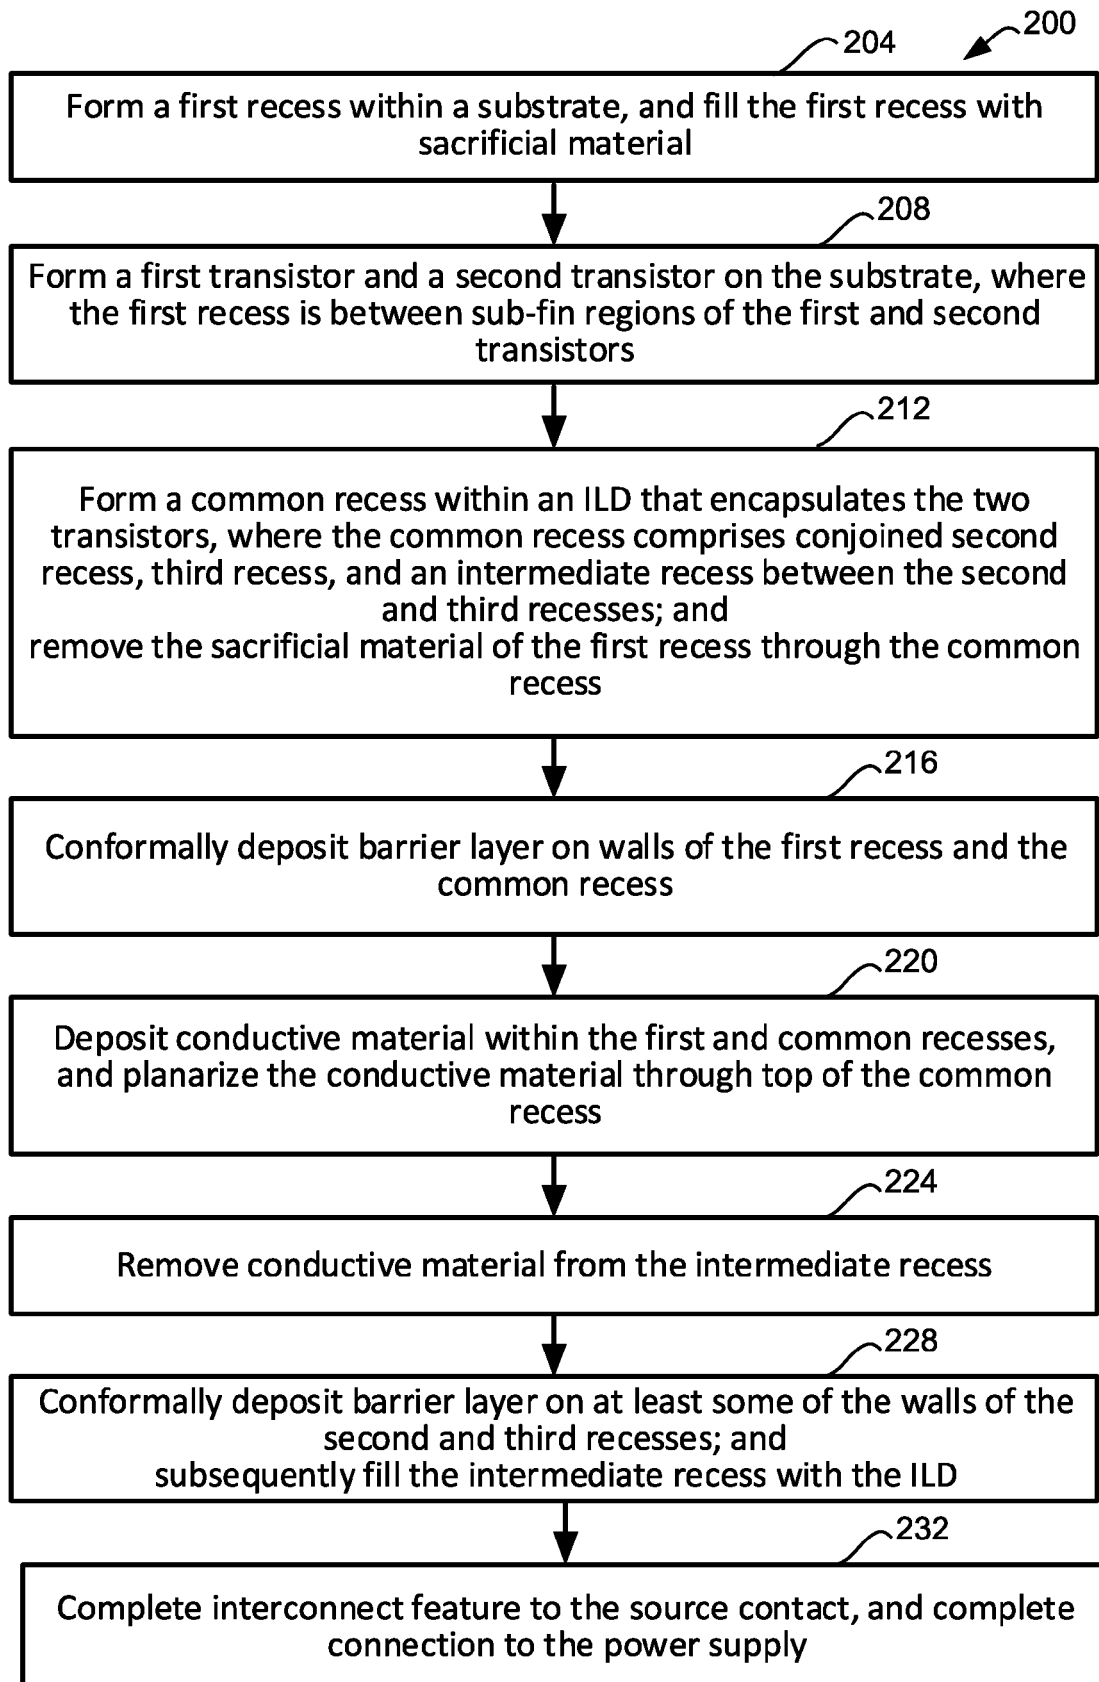 200
204
Form a first recess within a substrate, and fill the first recess with
sacrificial material
208
Form a first transistor and a second transistor on the substrate, where
the first recess is between sub-fin regions of the first and second
transistors
212
Form a common recess within an ILD that encapsulates the two
transistors, where the common recess comprises conjoined second
recess, third recess, and an intermediate recess between the second
and third recesses; and
remove the sacrificial material of the first recess through the common
recess
216
Conformally deposit barrier layer on walls of the first recess and the
common recess
220
Deposit conductive material within the first and common recesses,
and planarize the conductive material through top of the common
recess
224
Remove conductive material from the intermediate recess
228
Conformally deposit barrier layer on at least some of the walls of the
second and third recesses; and
subsequently fill the intermediate recess with the ILD
232
Complete interconnect feature to the source contact, and complete
connection to the power supply